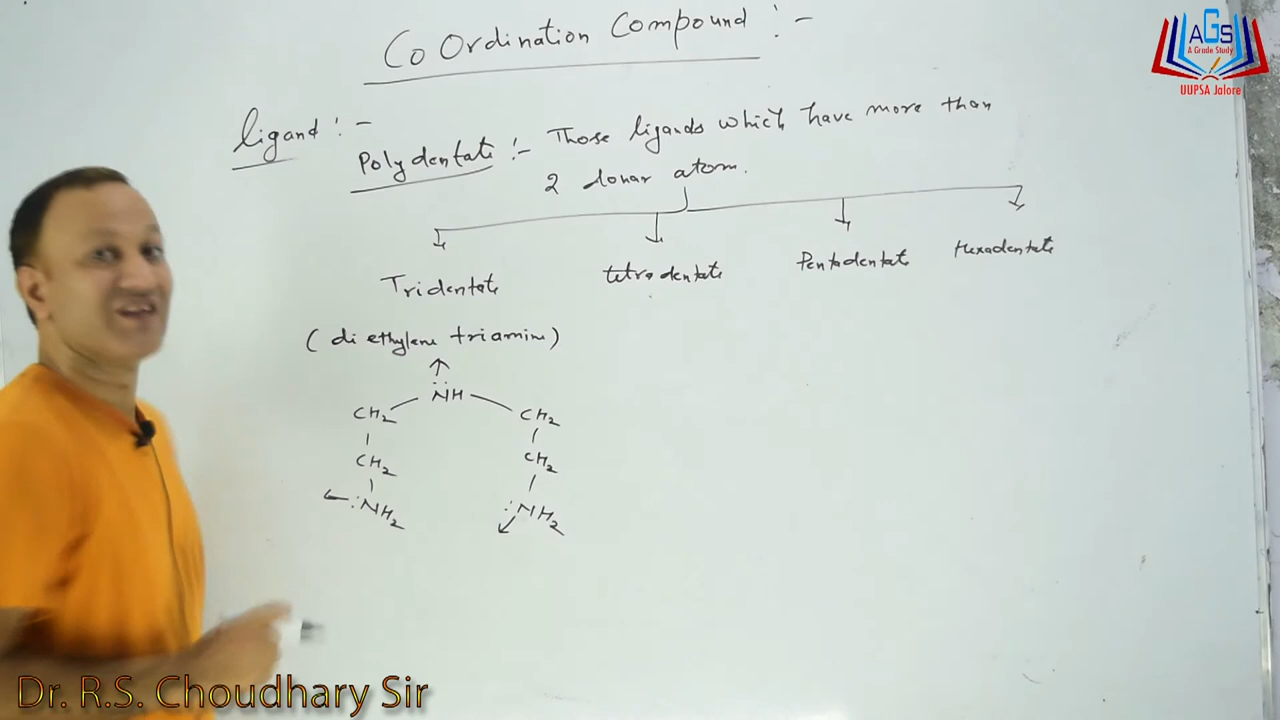 Co Ordination Compound :-
AGS
A Grade Study
UUPSA Jalore
ligand :-
Polydentate :- Those ligands which have more than
2 donar atom.
Tridentate tetradentate Pentadentate Hexadentate
(di ethylene triamine)
NH
CH2 CH2
CH2 CH2
:NH2 :NH2
Dr. R.S. Choudhary Sir